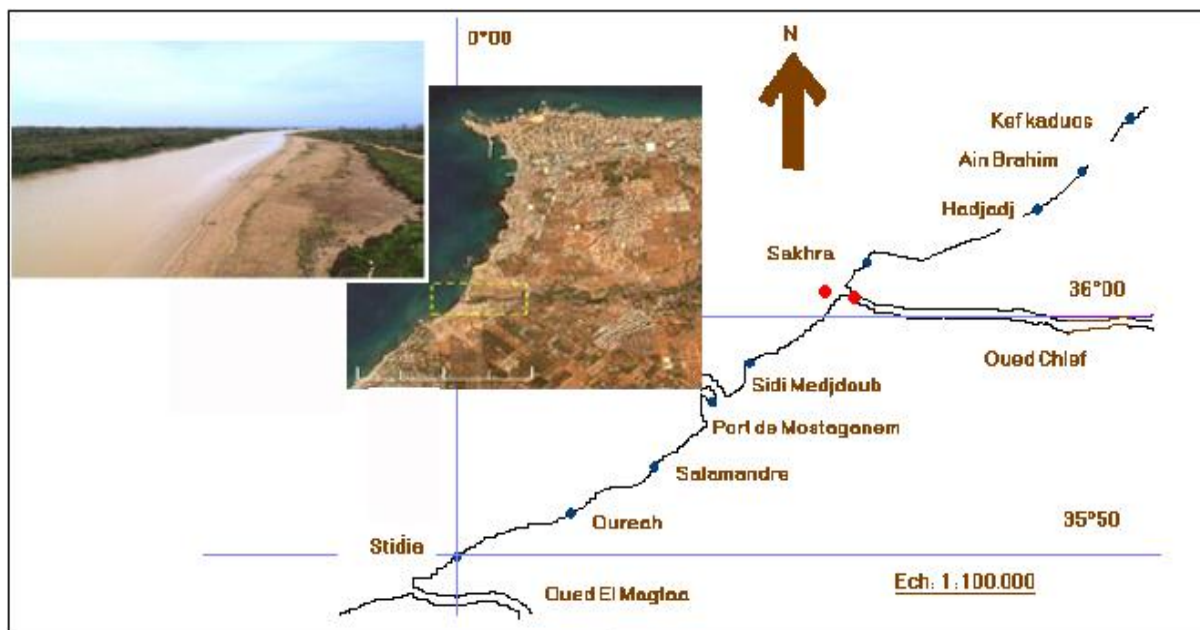 0°00
N
Kef kaduos
Ain Brahim
Hadjadj
Sakhra
36°00
Oued Chlef
Sidi Medjdoub
Port de Mostaganem
Salamandre
Oureah
35°50
Stidia
Ech: 1:100.000
Oued El Magtaa